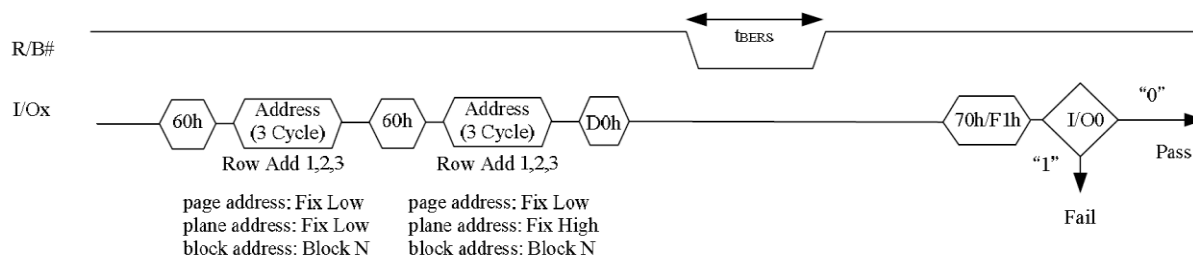 tBERS
R/B#
I/Ox
60h
Address
(3 Cycle)
60h
Address
(3 Cycle)
D0h
70h/F1h
I/O0
“0”
Pass
“1”
Fail
Row Add 1,2,3
Row Add 1,2,3
page address: Fix Low
plane address: Fix Low
block address: Block N
page address: Fix Low
plane address: Fix High
block address: Block N